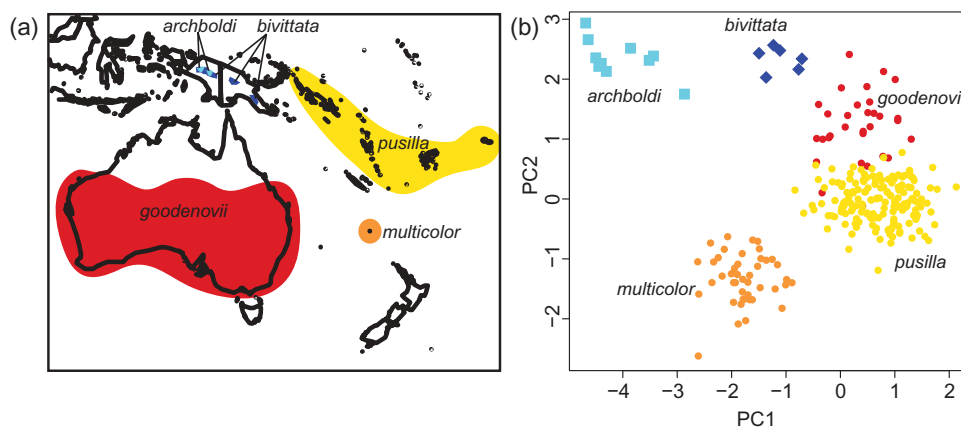 (a)
archboldi bivittata
pusilla
goodenovii
multicolor
(b)
bivittata
goodenovii
archboldi
pusilla
multicolor
PC2
3
2
1
0
−1
−2
−4 −3 −2 −1 0 1 2
PC1